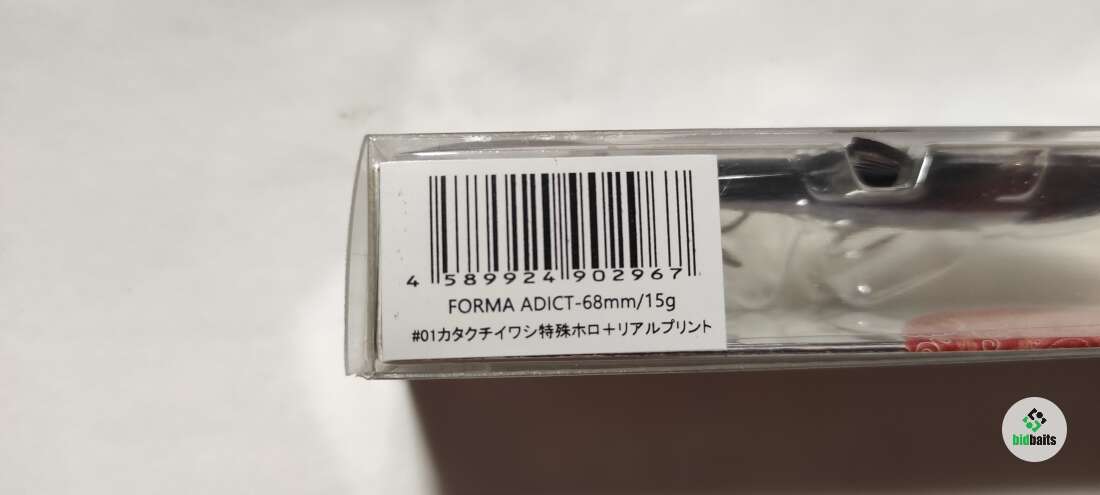 4 589924 902967
FORMA ADICT-68mm/15g
#01カタクチイワシ特殊ホロ+リアルプリント
bidbaits